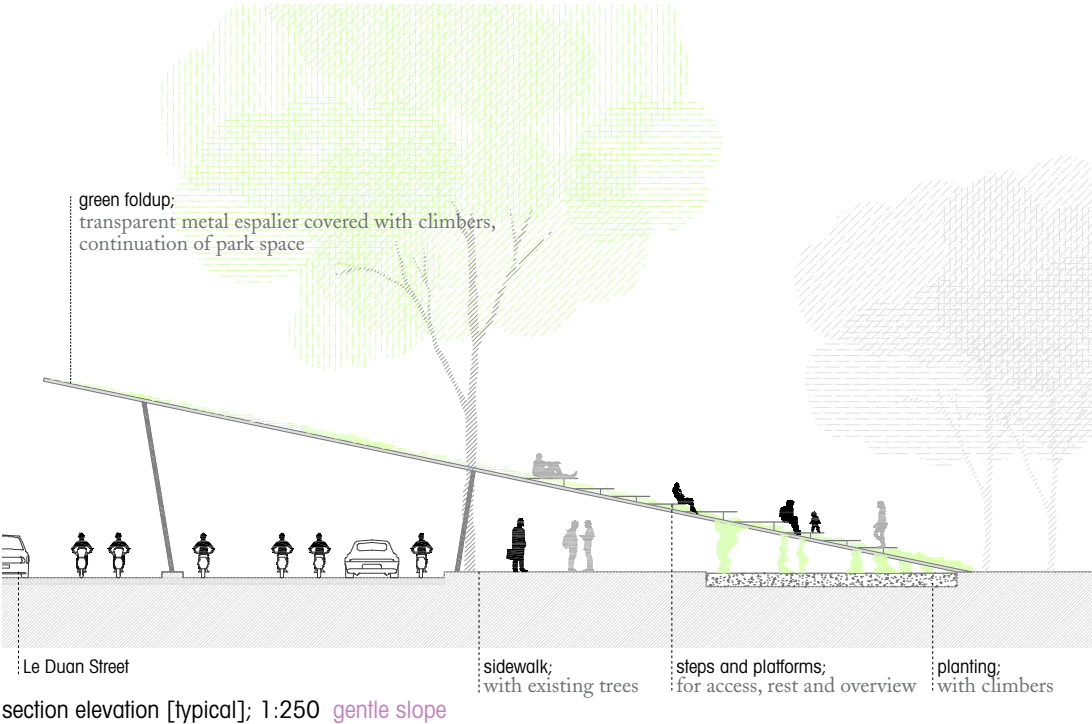 green foldup;
transparent metal espalier covered with climbers,
continuation of park space
Le Duan Street
sidewalk;
with existing trees
steps and platforms;
for access, rest and overview
planting;
with climbers
section elevation [typical]; 1:250 gentle slope